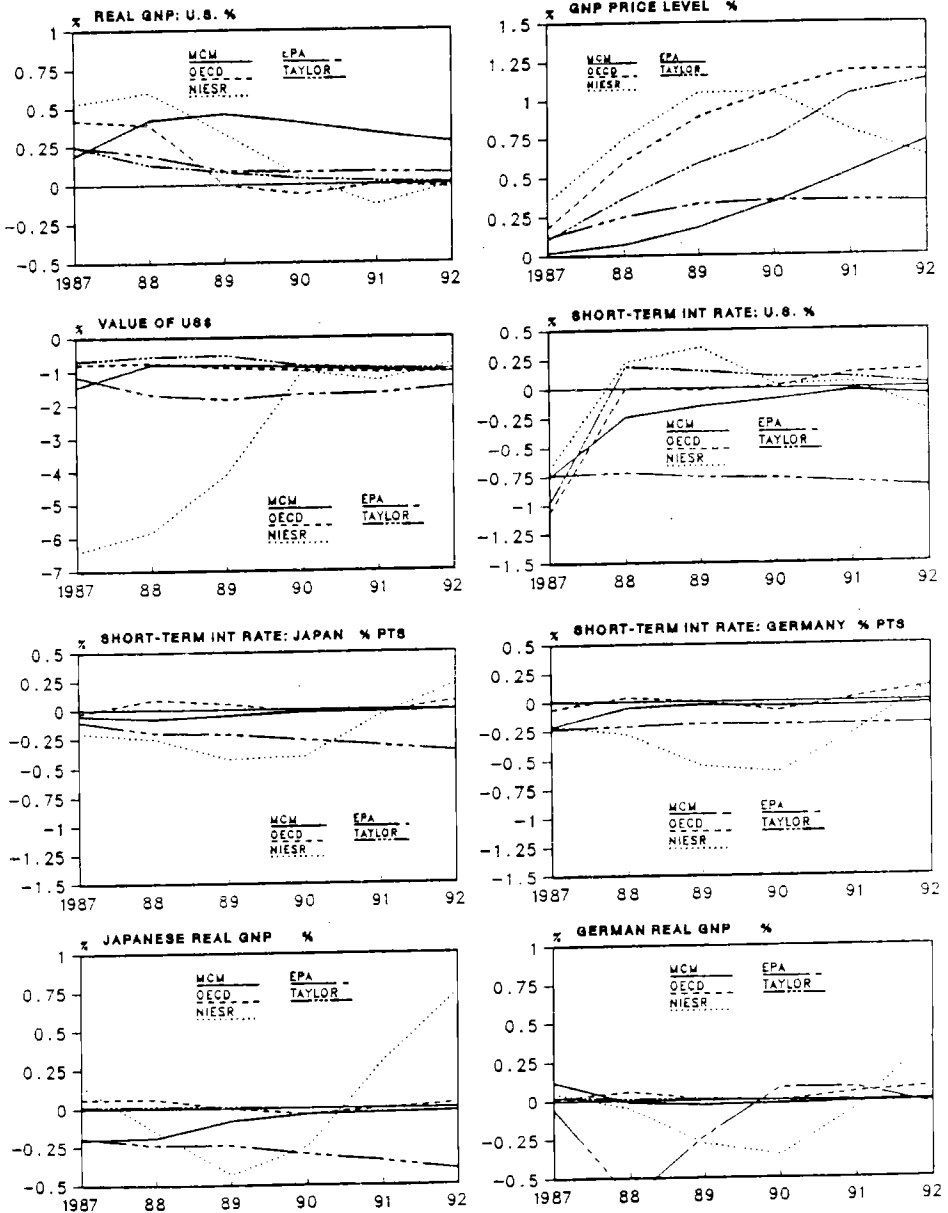 % REAL GNP: U.S. %
1
0.75
0.5
0.25
0
-0.25
-0.5
MCM EPA
OECD TAYLOR
NIESR
1987 88 89 90 91 92
% GNP PRICE LEVEL %
1.5
1.25
1
0.75
0.5
0.25
0
MCM EPA
OECD TAYLOR
NIESR
1987 88 89 90 91 92
% VALUE OF US$
0
-1
-2
-3
-4
-5
-6
-7
MCM EPA
OECD TAYLOR
NIESR
1987 88 89 90 91 92
% SHORT-TERM INT RATE: U.S. %
0.5
0.25
0
-0.25
-0.5
-0.75
-1
-1.25
-1.5
MCM EPA
OECD TAYLOR
NIESR
1987 88 89 90 91 92
% SHORT-TERM INT RATE: JAPAN % PTS
0.5
0.25
0
-0.25
-0.5
-0.75
-1
-1.25
-1.5
MCM EPA
OECD TAYLOR
NIESR
1987 88 89 90 91 92
% SHORT-TERM INT RATE: GERMANY % PTS
0.5
0.25
0
-0.25
-0.5
-0.75
-1
-1.25
-1.5
MCM EPA
OECD TAYLOR
NIESR
1987 88 89 90 91 92
% JAPANESE REAL GNP %
1
0.75
0.5
0.25
0
-0.25
-0.5
MCM EPA
OECD TAYLOR
NIESR
1987 88 89 90 91 92
% GERMAN REAL GNP %
1
0.75
0.5
0.25
0
-0.25
-0.5
MCM EPA
OECD TAYLOR
NIESR
1987 88 89 90 91 92